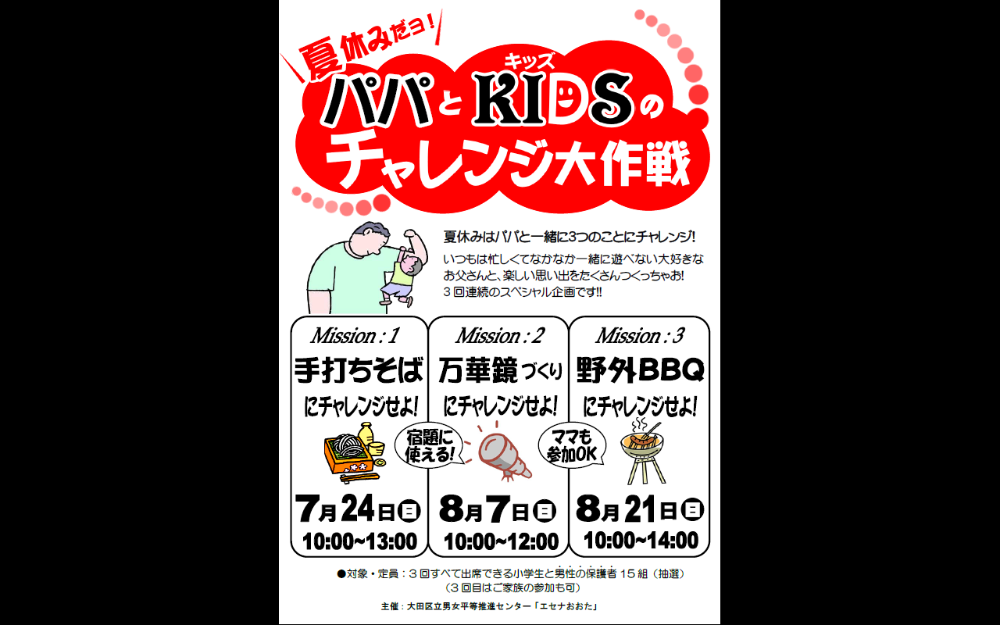 夏休みだヨ!
キッズ
パパとKIDSの
チャレンジ大作戦
夏休みはパパと一緒に3つのことにチャレンジ!
いつもは忙しくてなかなか一緒に遊べない大好きな
お父さんと、楽しい思い出をたくさんつくっちゃお!
3回連続のスペシャル企画です!!
Mission : 1
手打ちそば
にチャレンジせよ!
7月24日㊐
10:00~13:00
Mission : 2
万華鏡づくり
にチャレンジせよ!
宿題に
使える!
8月7日㊐
10:00~12:00
Mission : 3
野外BBQ
にチャレンジせよ!
ママも
参加OK
8月21日㊐
10:00~14:00
●対象・定員:3回すべて出席できる小学生と男性の保護者15組(抽選)
(3回目はご家族の参加も可)
主催:大田区立男女平等推進センター「エセナおおた」